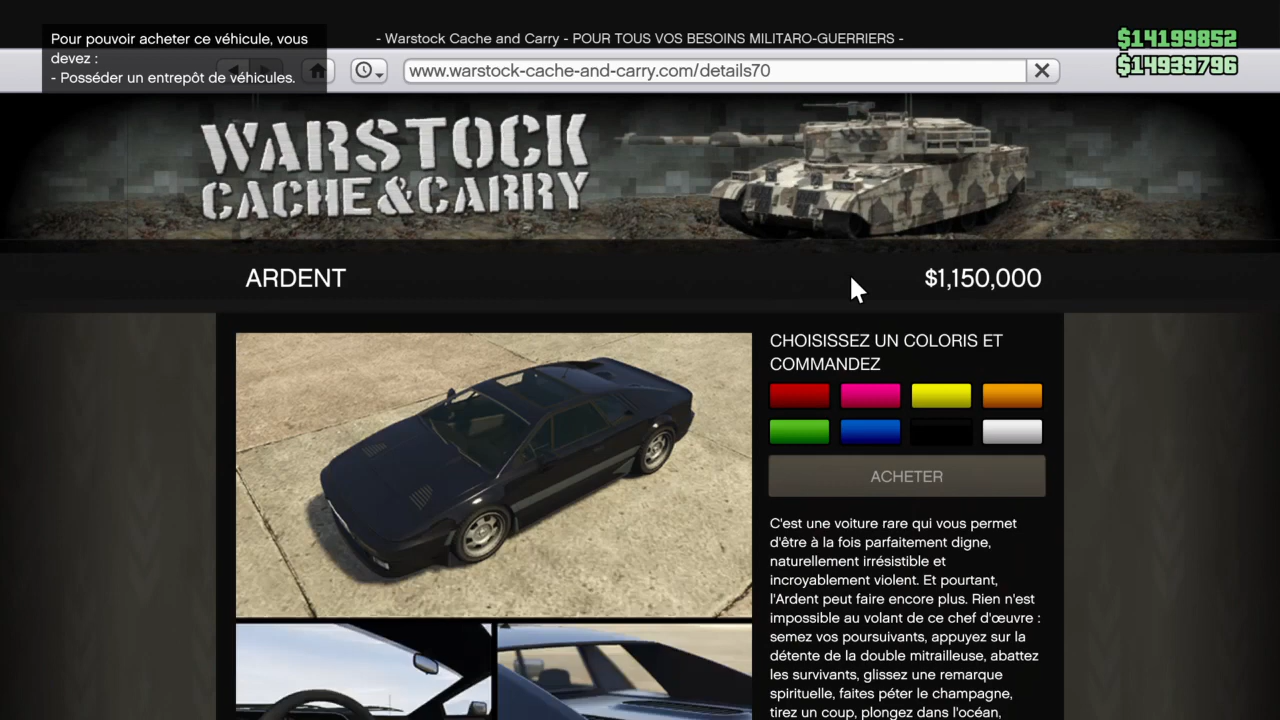 Pour pouvoir acheter ce véhicule, vous
devez :
- Posséder un entrepôt de véhicules.
- Warstock Cache and Carry - POUR TOUS VOS BESOINS MILITARO-GUERRIERS -
$14199852
$14939796
www.warstock-cache-and-carry.com/details70
WARSTOCK
CACHE&CARRY
ARDENT
$1,150,000
CHOISISSEZ UN COLORIS ET
COMMANDEZ
ACHETER
C'est une voiture rare qui vous permet
d'être à la fois parfaitement digne,
naturellement irrésistible et
incroyablement violent. Et pourtant,
l'Ardent peut faire encore plus. Rien n'est
impossible au volant de ce chef d'œuvre :
semez vos poursuivants, appuyez sur la
détente de la double mitrailleuse, abattez
les survivants, glissez une remarque
spirituelle, faites péter le champagne,
tirez un coup, plongez dans l'océan,